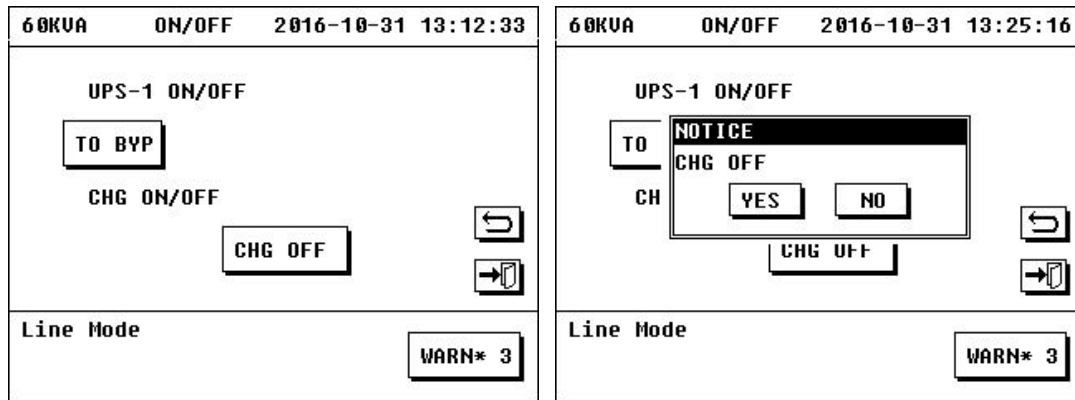 60KVA ON/OFF 2016-10-31 13:12:33
UPS-1 ON/OFF
TO BYP
CHG ON/OFF
CHG OFF
Line Mode
WARN* 3
60KVA ON/OFF 2016-10-31 13:25:16
UPS-1 ON/OFF
TO
NOTICE
CHG OFF
CH
YES NO
CHG OFF
Line Mode
WARN* 3